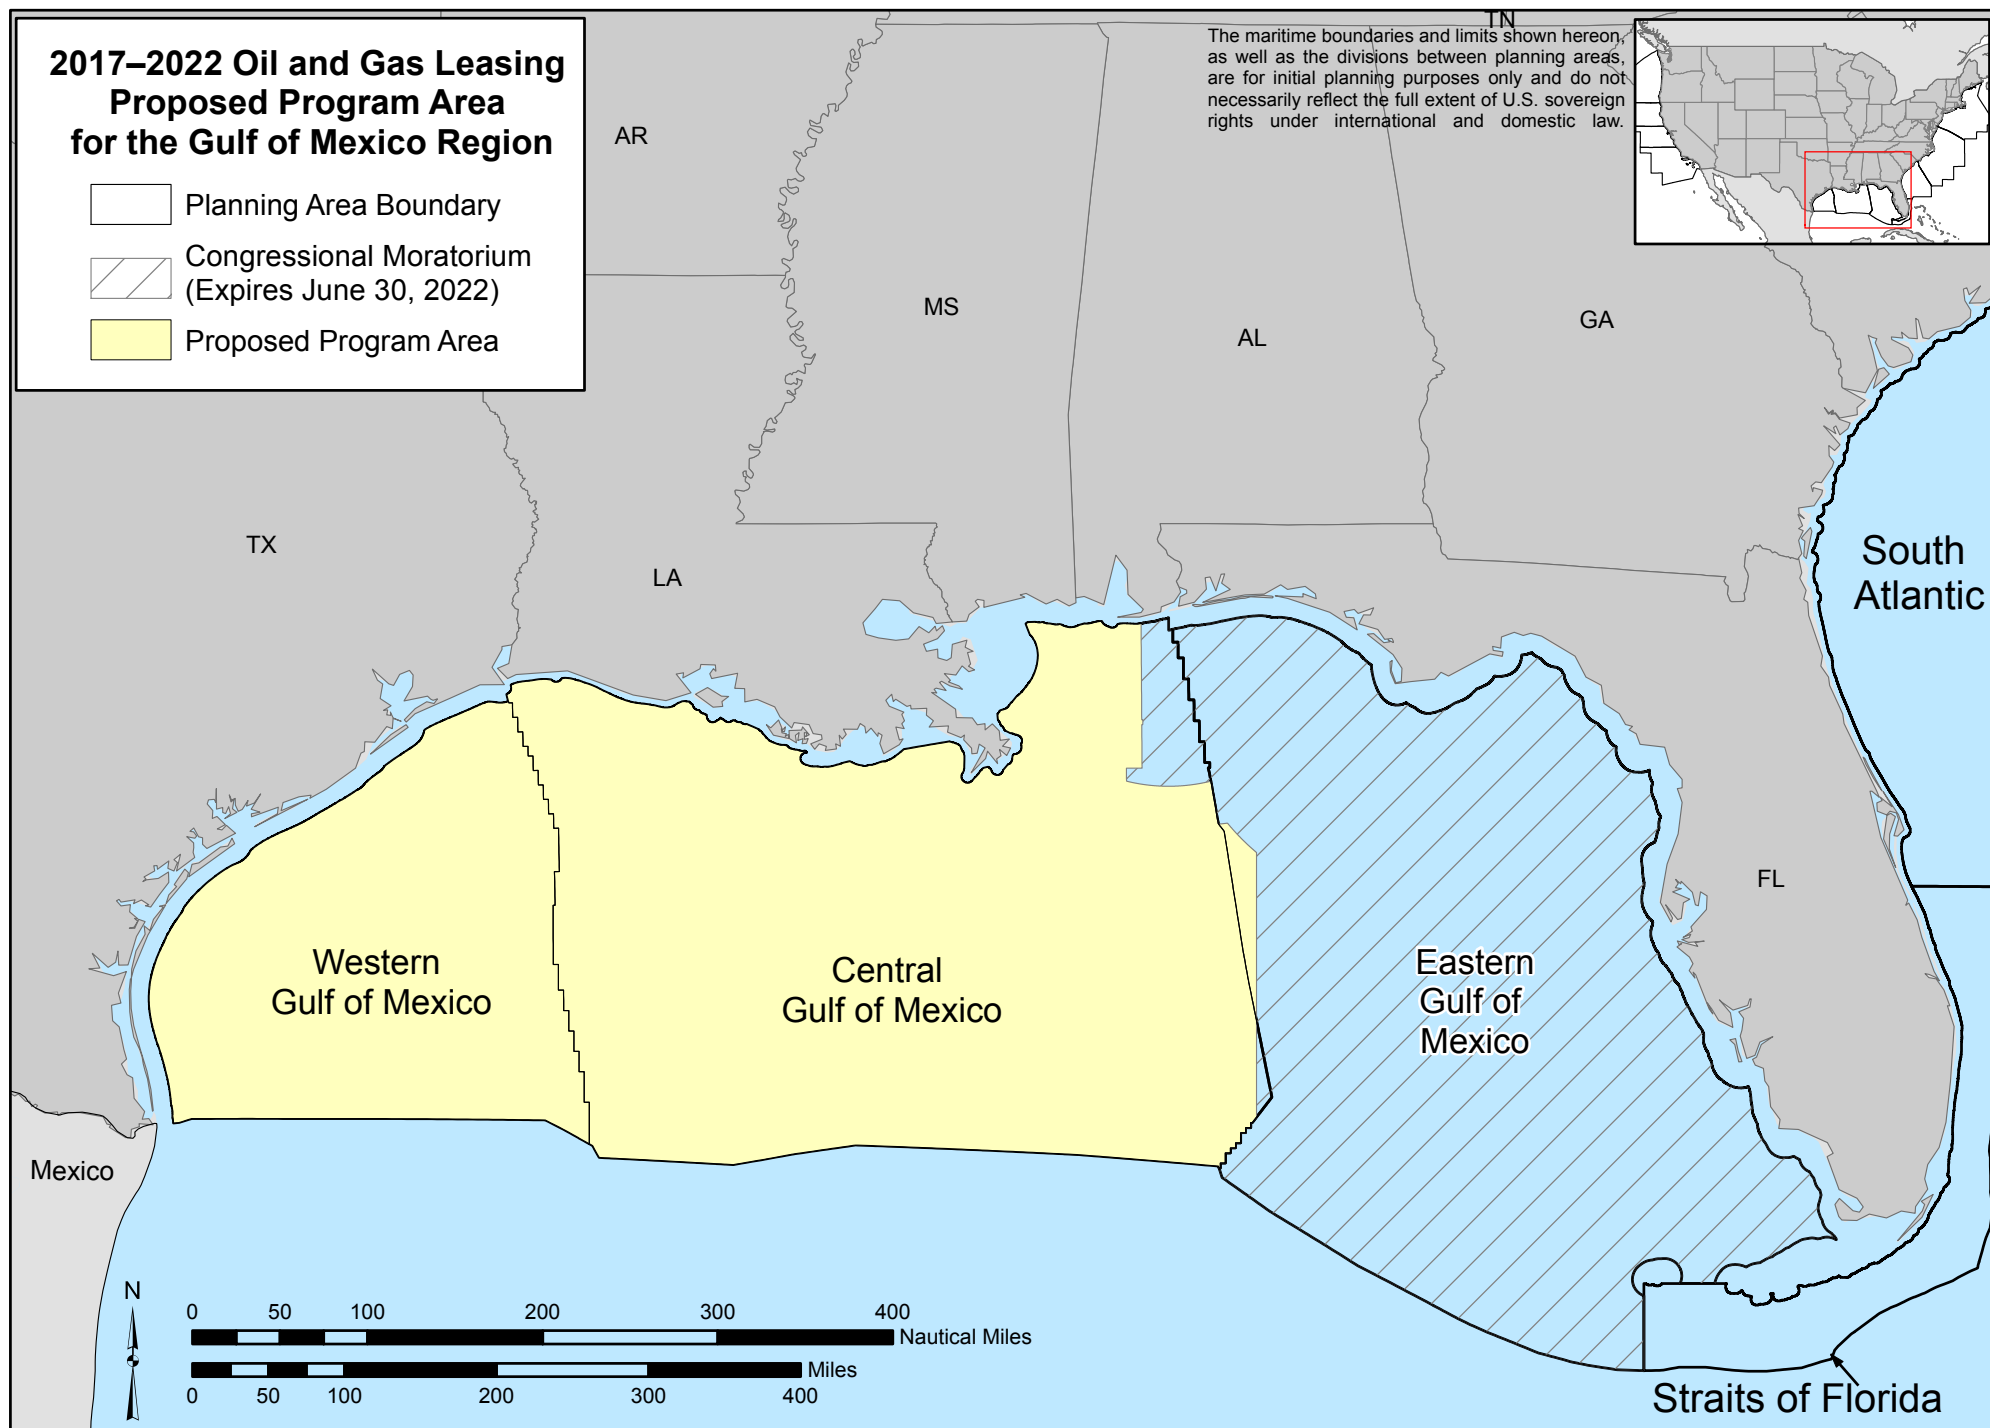 2017–2022 Oil and Gas Leasing
Proposed Program Area
for the Gulf of Mexico Region
Planning Area Boundary
Congressional Moratorium
(Expires June 30, 2022)
Proposed Program Area
TN
The maritime boundaries and limits shown hereon,
as well as the divisions between planning areas,
are for initial planning purposes only and do not
necessarily reflect the full extent of U.S. sovereign
rights under international and domestic law.
AR
MS
AL
GA
TX
LA
South
Atlantic
FL
Western
Gulf of Mexico
Central
Gulf of Mexico
Eastern
Gulf of
Mexico
Mexico
N
0 50 100 200 300 400
Nautical Miles
Miles
0 50 100 200 300 400
Straits of Florida